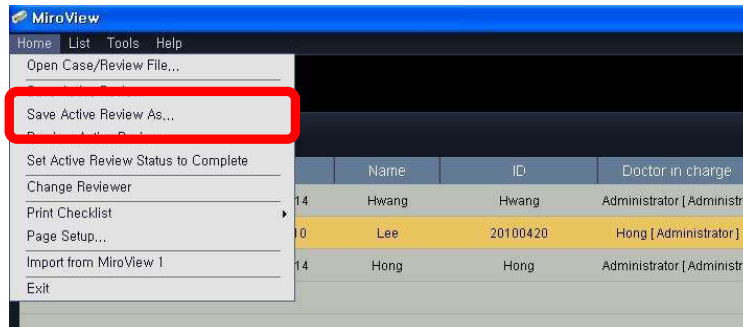 MiroView
Home List Tools Help
Open Case/Review File...
Save Active Review As...
Set Active Review Status to Complete
Change Reviewer
Print Checklist
Page Setup...
Import from MiroView 1
Exit
Name ID Doctor in charge
14 Hwang Hwang Administrator [ Administr
10 Lee 20100420 Hong [ Administrator ]
14 Hong Hong Administrator [ Administr